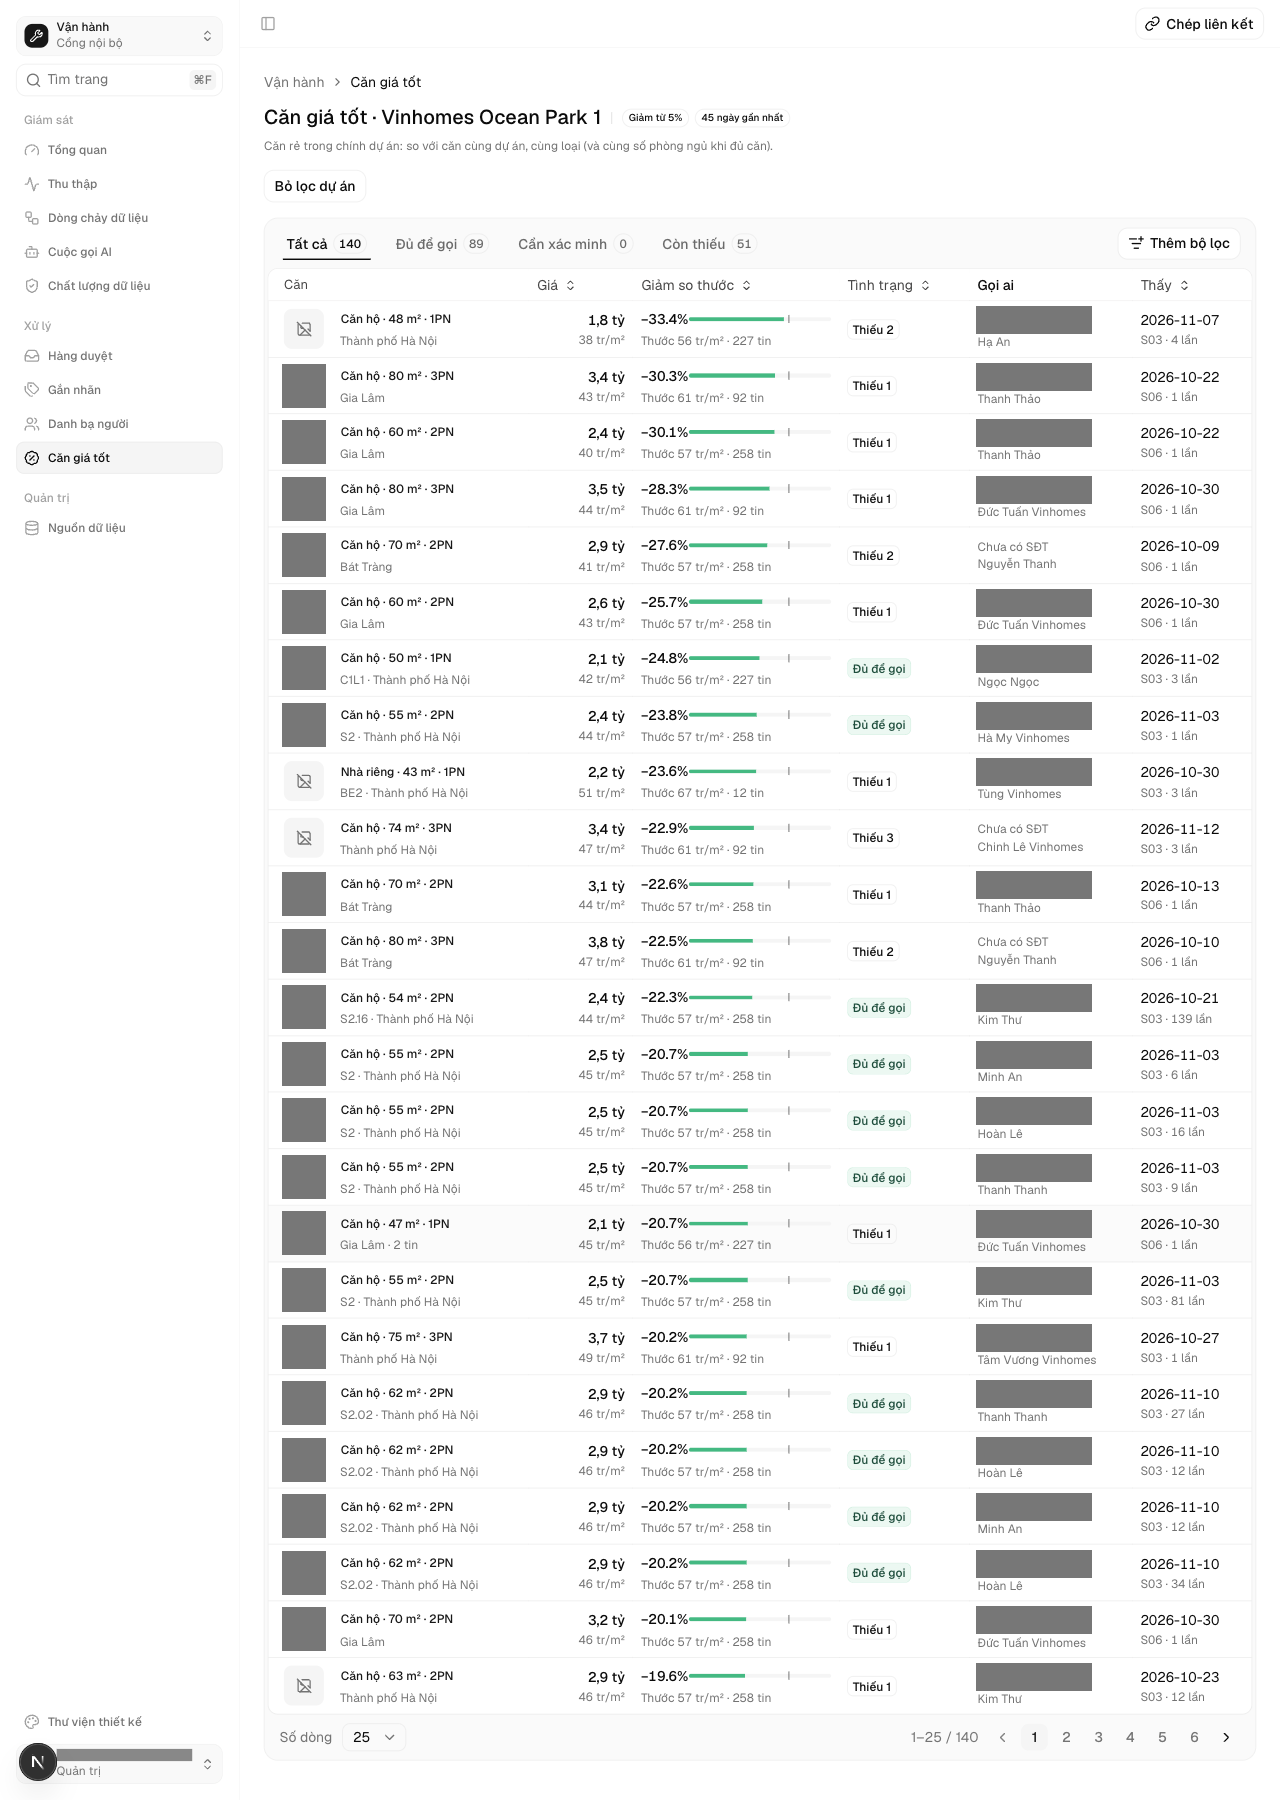 Vận hành
Cổng nội bộ
Tìm trang
⌘F
Giám sát
Tổng quan
Thu thập
Dòng chảy dữ liệu
Cuộc gọi AI
Chất lượng dữ liệu
Xử lý
Hàng duyệt
Gắn nhãn
Danh bạ người
Căn giá tốt
Quản trị
Nguồn dữ liệu
Thư viện thiết kế
N
Quản trị
Chép liên kết
Vận hành > Căn giá tốt
Căn giá tốt · Vinhomes Ocean Park 1
Giảm từ 5%
45 ngày gần nhất
Căn rẻ trong chính dự án: so với căn cùng dự án, cùng loại (và cùng số phòng ngủ khi đủ căn).
Bỏ lọc dự án
Tất cả 140
Đủ để gọi 89
Cần xác minh 0
Còn thiếu 51
Thêm bộ lọc
Căn Giá Giảm so thước Tình trạng Gọi ai Thấy
Căn hộ · 48 m² · 1PN 1,8 tỷ −33.4% Thiếu 2 2026-11-07
Thành phố Hà Nội 38 tr/m² Thước 56 tr/m² · 227 tin Hạ An S03 · 4 lần
Căn hộ · 80 m² · 3PN 3,4 tỷ −30.3% Thiếu 1 2026-10-22
Gia Lâm 43 tr/m² Thước 61 tr/m² · 92 tin Thanh Thảo S06 · 1 lần
Căn hộ · 60 m² · 2PN 2,4 tỷ −30.1% Thiếu 1 2026-10-22
Gia Lâm 40 tr/m² Thước 57 tr/m² · 258 tin Thanh Thảo S06 · 1 lần
Căn hộ · 80 m² · 3PN 3,5 tỷ −28.3% Thiếu 1 2026-10-30
Gia Lâm 44 tr/m² Thước 61 tr/m² · 92 tin Đức Tuấn Vinhomes S06 · 1 lần
Căn hộ · 70 m² · 2PN 2,9 tỷ −27.6% Thiếu 2 Chưa có SĐT 2026-10-09
Bát Tràng 41 tr/m² Thước 57 tr/m² · 258 tin Nguyễn Thanh S06 · 1 lần
Căn hộ · 60 m² · 2PN 2,6 tỷ −25.7% Thiếu 1 2026-10-30
Gia Lâm 43 tr/m² Thước 57 tr/m² · 258 tin Đức Tuấn Vinhomes S06 · 1 lần
Căn hộ · 50 m² · 1PN 2,1 tỷ −24.8% Đủ để gọi 2026-11-02
C1L1 · Thành phố Hà Nội 42 tr/m² Thước 56 tr/m² · 227 tin Ngọc Ngọc S03 · 3 lần
Căn hộ · 55 m² · 2PN 2,4 tỷ −23.8% Đủ để gọi 2026-11-03
S2 · Thành phố Hà Nội 44 tr/m² Thước 57 tr/m² · 258 tin Hà My Vinhomes S03 · 1 lần
Nhà riêng · 43 m² · 1PN 2,2 tỷ −23.6% Thiếu 1 2026-10-30
BE2 · Thành phố Hà Nội 51 tr/m² Thước 67 tr/m² · 12 tin Tùng Vinhomes S03 · 3 lần
Căn hộ · 74 m² · 3PN 3,4 tỷ −22.9% Thiếu 3 Chưa có SĐT 2026-11-12
Thành phố Hà Nội 47 tr/m² Thước 61 tr/m² · 92 tin Chinh Lê Vinhomes S03 · 3 lần
Căn hộ · 70 m² · 2PN 3,1 tỷ −22.6% Thiếu 1 2026-10-13
Bát Tràng 44 tr/m² Thước 57 tr/m² · 258 tin Thanh Thảo S06 · 1 lần
Căn hộ · 80 m² · 3PN 3,8 tỷ −22.5% Thiếu 2 Chưa có SĐT 2026-10-10
Bát Tràng 47 tr/m² Thước 61 tr/m² · 92 tin Nguyễn Thanh S06 · 1 lần
Căn hộ · 54 m² · 2PN 2,4 tỷ −22.3% Đủ để gọi 2026-10-21
S2.16 · Thành phố Hà Nội 44 tr/m² Thước 57 tr/m² · 258 tin Kim Thư S03 · 139 lần
Căn hộ · 55 m² · 2PN 2,5 tỷ −20.7% Đủ để gọi 2026-11-03
S2 · Thành phố Hà Nội 45 tr/m² Thước 57 tr/m² · 258 tin Minh An S03 · 6 lần
Căn hộ · 55 m² · 2PN 2,5 tỷ −20.7% Đủ để gọi 2026-11-03
S2 · Thành phố Hà Nội 45 tr/m² Thước 57 tr/m² · 258 tin Hoàn Lê S03 · 16 lần
Căn hộ · 55 m² · 2PN 2,5 tỷ −20.7% Đủ để gọi 2026-11-03
S2 · Thành phố Hà Nội 45 tr/m² Thước 57 tr/m² · 258 tin Thanh Thanh S03 · 9 lần
Căn hộ · 47 m² · 1PN 2,1 tỷ −20.7% Thiếu 1 2026-10-30
Gia Lâm · 2 tin 45 tr/m² Thước 56 tr/m² · 227 tin Đức Tuấn Vinhomes S06 · 1 lần
Căn hộ · 55 m² · 2PN 2,5 tỷ −20.7% Đủ để gọi 2026-11-03
S2 · Thành phố Hà Nội 45 tr/m² Thước 57 tr/m² · 258 tin Kim Thư S03 · 81 lần
Căn hộ · 75 m² · 3PN 3,7 tỷ −20.2% Thiếu 1 2026-10-27
Thành phố Hà Nội 49 tr/m² Thước 61 tr/m² · 92 tin Tâm Vương Vinhomes S03 · 1 lần
Căn hộ · 62 m² · 2PN 2,9 tỷ −20.2% Đủ để gọi 2026-11-10
S2.02 · Thành phố Hà Nội 46 tr/m² Thước 57 tr/m² · 258 tin Thanh Thanh S03 · 27 lần
Căn hộ · 62 m² · 2PN 2,9 tỷ −20.2% Đủ để gọi 2026-11-10
S2.02 · Thành phố Hà Nội 46 tr/m² Thước 57 tr/m² · 258 tin Hoàn Lê S03 · 12 lần
Căn hộ · 62 m² · 2PN 2,9 tỷ −20.2% Đủ để gọi 2026-11-10
S2.02 · Thành phố Hà Nội 46 tr/m² Thước 57 tr/m² · 258 tin Minh An S03 · 12 lần
Căn hộ · 62 m² · 2PN 2,9 tỷ −20.2% Đủ để gọi 2026-11-10
S2.02 · Thành phố Hà Nội 46 tr/m² Thước 57 tr/m² · 258 tin Hoàn Lê S03 · 34 lần
Căn hộ · 70 m² · 2PN 3,2 tỷ −20.1% Thiếu 1 2026-10-30
Gia Lâm 46 tr/m² Thước 57 tr/m² · 258 tin Đức Tuấn Vinhomes S06 · 1 lần
Căn hộ · 63 m² · 2PN 2,9 tỷ −19.6% Thiếu 1 2026-10-23
Thành phố Hà Nội 46 tr/m² Thước 57 tr/m² · 258 tin Kim Thư S03 · 12 lần
Số dòng 25 1–25 / 140 1 2 3 4 5 6